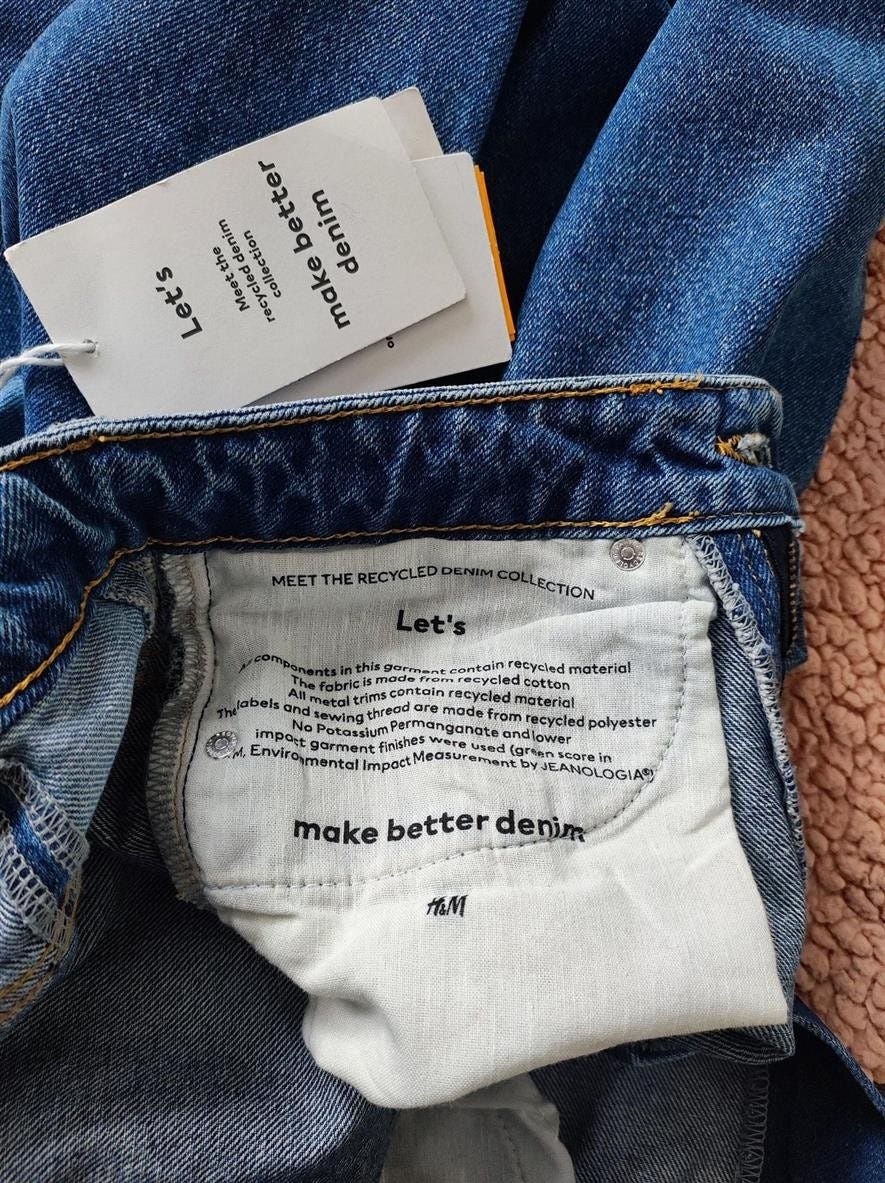 Let's
Meet the
recycled denim
collection
make better
denim
MEET THE RECYCLED DENIM COLLECTION
Let's
components in this garment contain recycled material
The fabric is made from recycled cotton
All metal trims contain recycled material
The labels and sewing thread are made from recycled polyester
No Potassium Permanganate and lower
impact garment finishes were used (green score in
Environmental Impact Measurement by JEANOLOGIA®)
make better denim
H&M